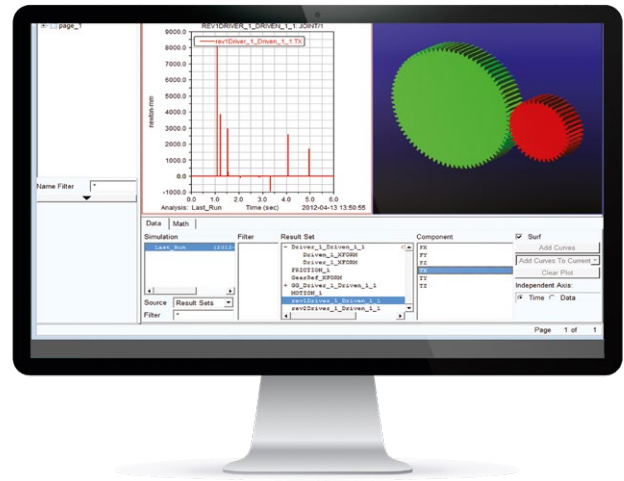 page_1
REV1DRIVER_1_DRIVEN_1_1: JOINT/1
rev1Driver_1_Driven_1_1.TX
9000.0
8000.0
7000.0
6000.0
5000.0
4000.0
3000.0
2000.0
1000.0
0.0
-1000.0
newton-mm
0.0 1.0 2.0 3.0 4.0 5.0 6.0
Analysis: Last_Run Time (sec) 2012-04-13 13:50:55
Name Filter *
Data Math
Simulation Filter Result Set Component Surf
Last_Run (2012-
- Driver_1_Driven_1_1
Driven_1_XFORM
Driver_1_XFORM
FRICTION_1
GearRef_XFORM
+ GG_Driver_1_Driven_1_1
MOTION_1
rev1Driver_1_Driven_1_1
rev2Driver_1_Driven_1_1
FX
FY
FZ
TX
TY
TZ
Add Curves
Add Curves To Current
Clear Plot
Independent Axis:
Time Data
Source Result Sets
Filter *
Page 1 of 1